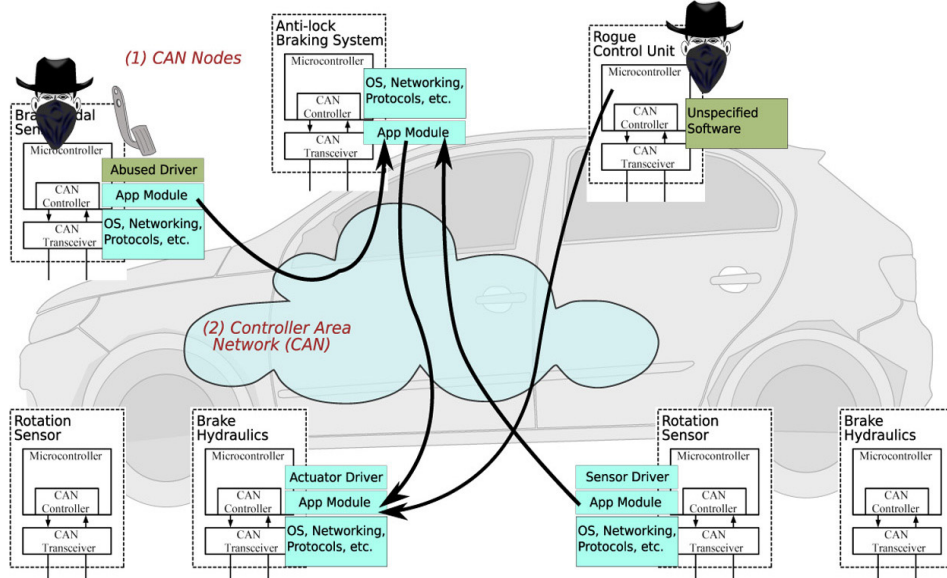 Anti-lock
Braking System
(1) CAN Nodes
Microcontroller
CAN
Controller
CAN
Transceiver
OS, Networking,
Protocols, etc.
App Module
Rogue
Control Unit
Microcontroller
CAN
Controller
CAN
Transceiver
Unspecified
Software
Microcontroller
CAN
Controller
CAN
Transceiver
Abused Driver
App Module
OS, Networking,
Protocols, etc.
(2) Controller Area
Network (CAN)
Rotation
Sensor
Microcontroller
CAN
Controller
CAN
Transceiver
Brake
Hydraulics
Microcontroller
CAN
Controller
CAN
Transceiver
Actuator Driver
App Module
OS, Networking,
Protocols, etc.
Sensor Driver
App Module
OS, Networking,
Protocols, etc.
Rotation
Sensor
Microcontroller
CAN
Controller
CAN
Transceiver
Brake
Hydraulics
Microcontroller
CAN
Controller
CAN
Transceiver